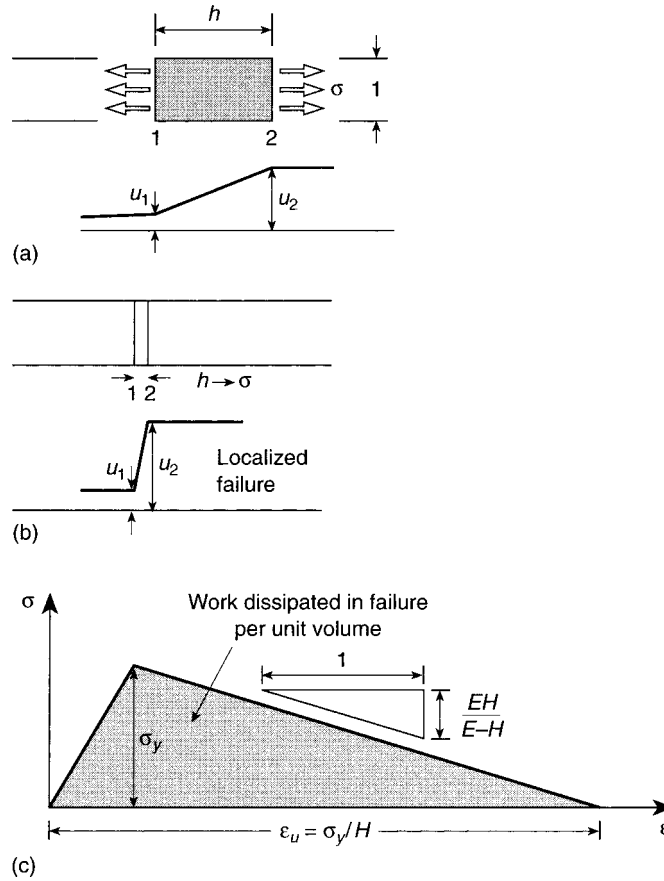 h
σ 1
1 2
u₁
u₂
(a)
1 2 h → σ
u₁
u₂
Localized
failure
(b)
σ
Work dissipated in failure
per unit volume
1
EH
E–H
σy
εu = σy/H
ε
(c)